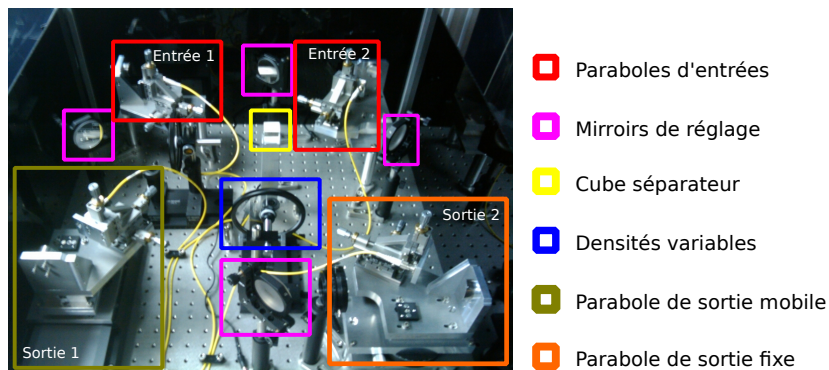 Entrée 1
Entrée 2
Sortie 2
Sortie 1
Paraboles d'entrées
Mirroirs de réglage
Cube séparateur
Densités variables
Parabole de sortie mobile
Parabole de sortie fixe